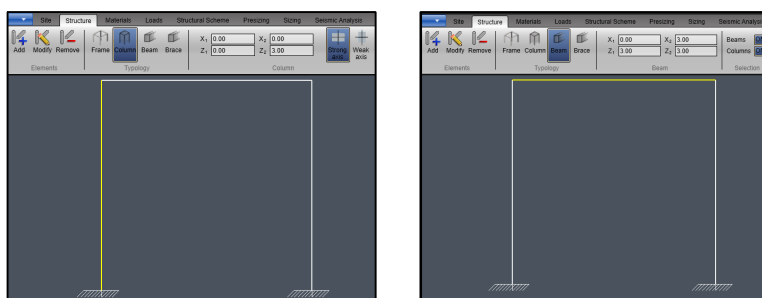 Site Structure Materials Loads Structural Scheme Presizing Sizing Seismic Analysis
X₁ 0.00 X₂ 0.00
Z₁ 0.00 Z₂ 3.00
Add Modify Remove Frame Column Beam Brace Strong axis Weak axis
Elements Typology Column
Site Structure Materials Loads Structural Scheme Presizing Sizing Seismic Analysis
X₁ 0.00 X₂ 3.00 Beams
Z₁ 3.00 Z₂ 3.00 Columns
Add Modify Remove Frame Column Beam Brace
Elements Typology Beam Selection